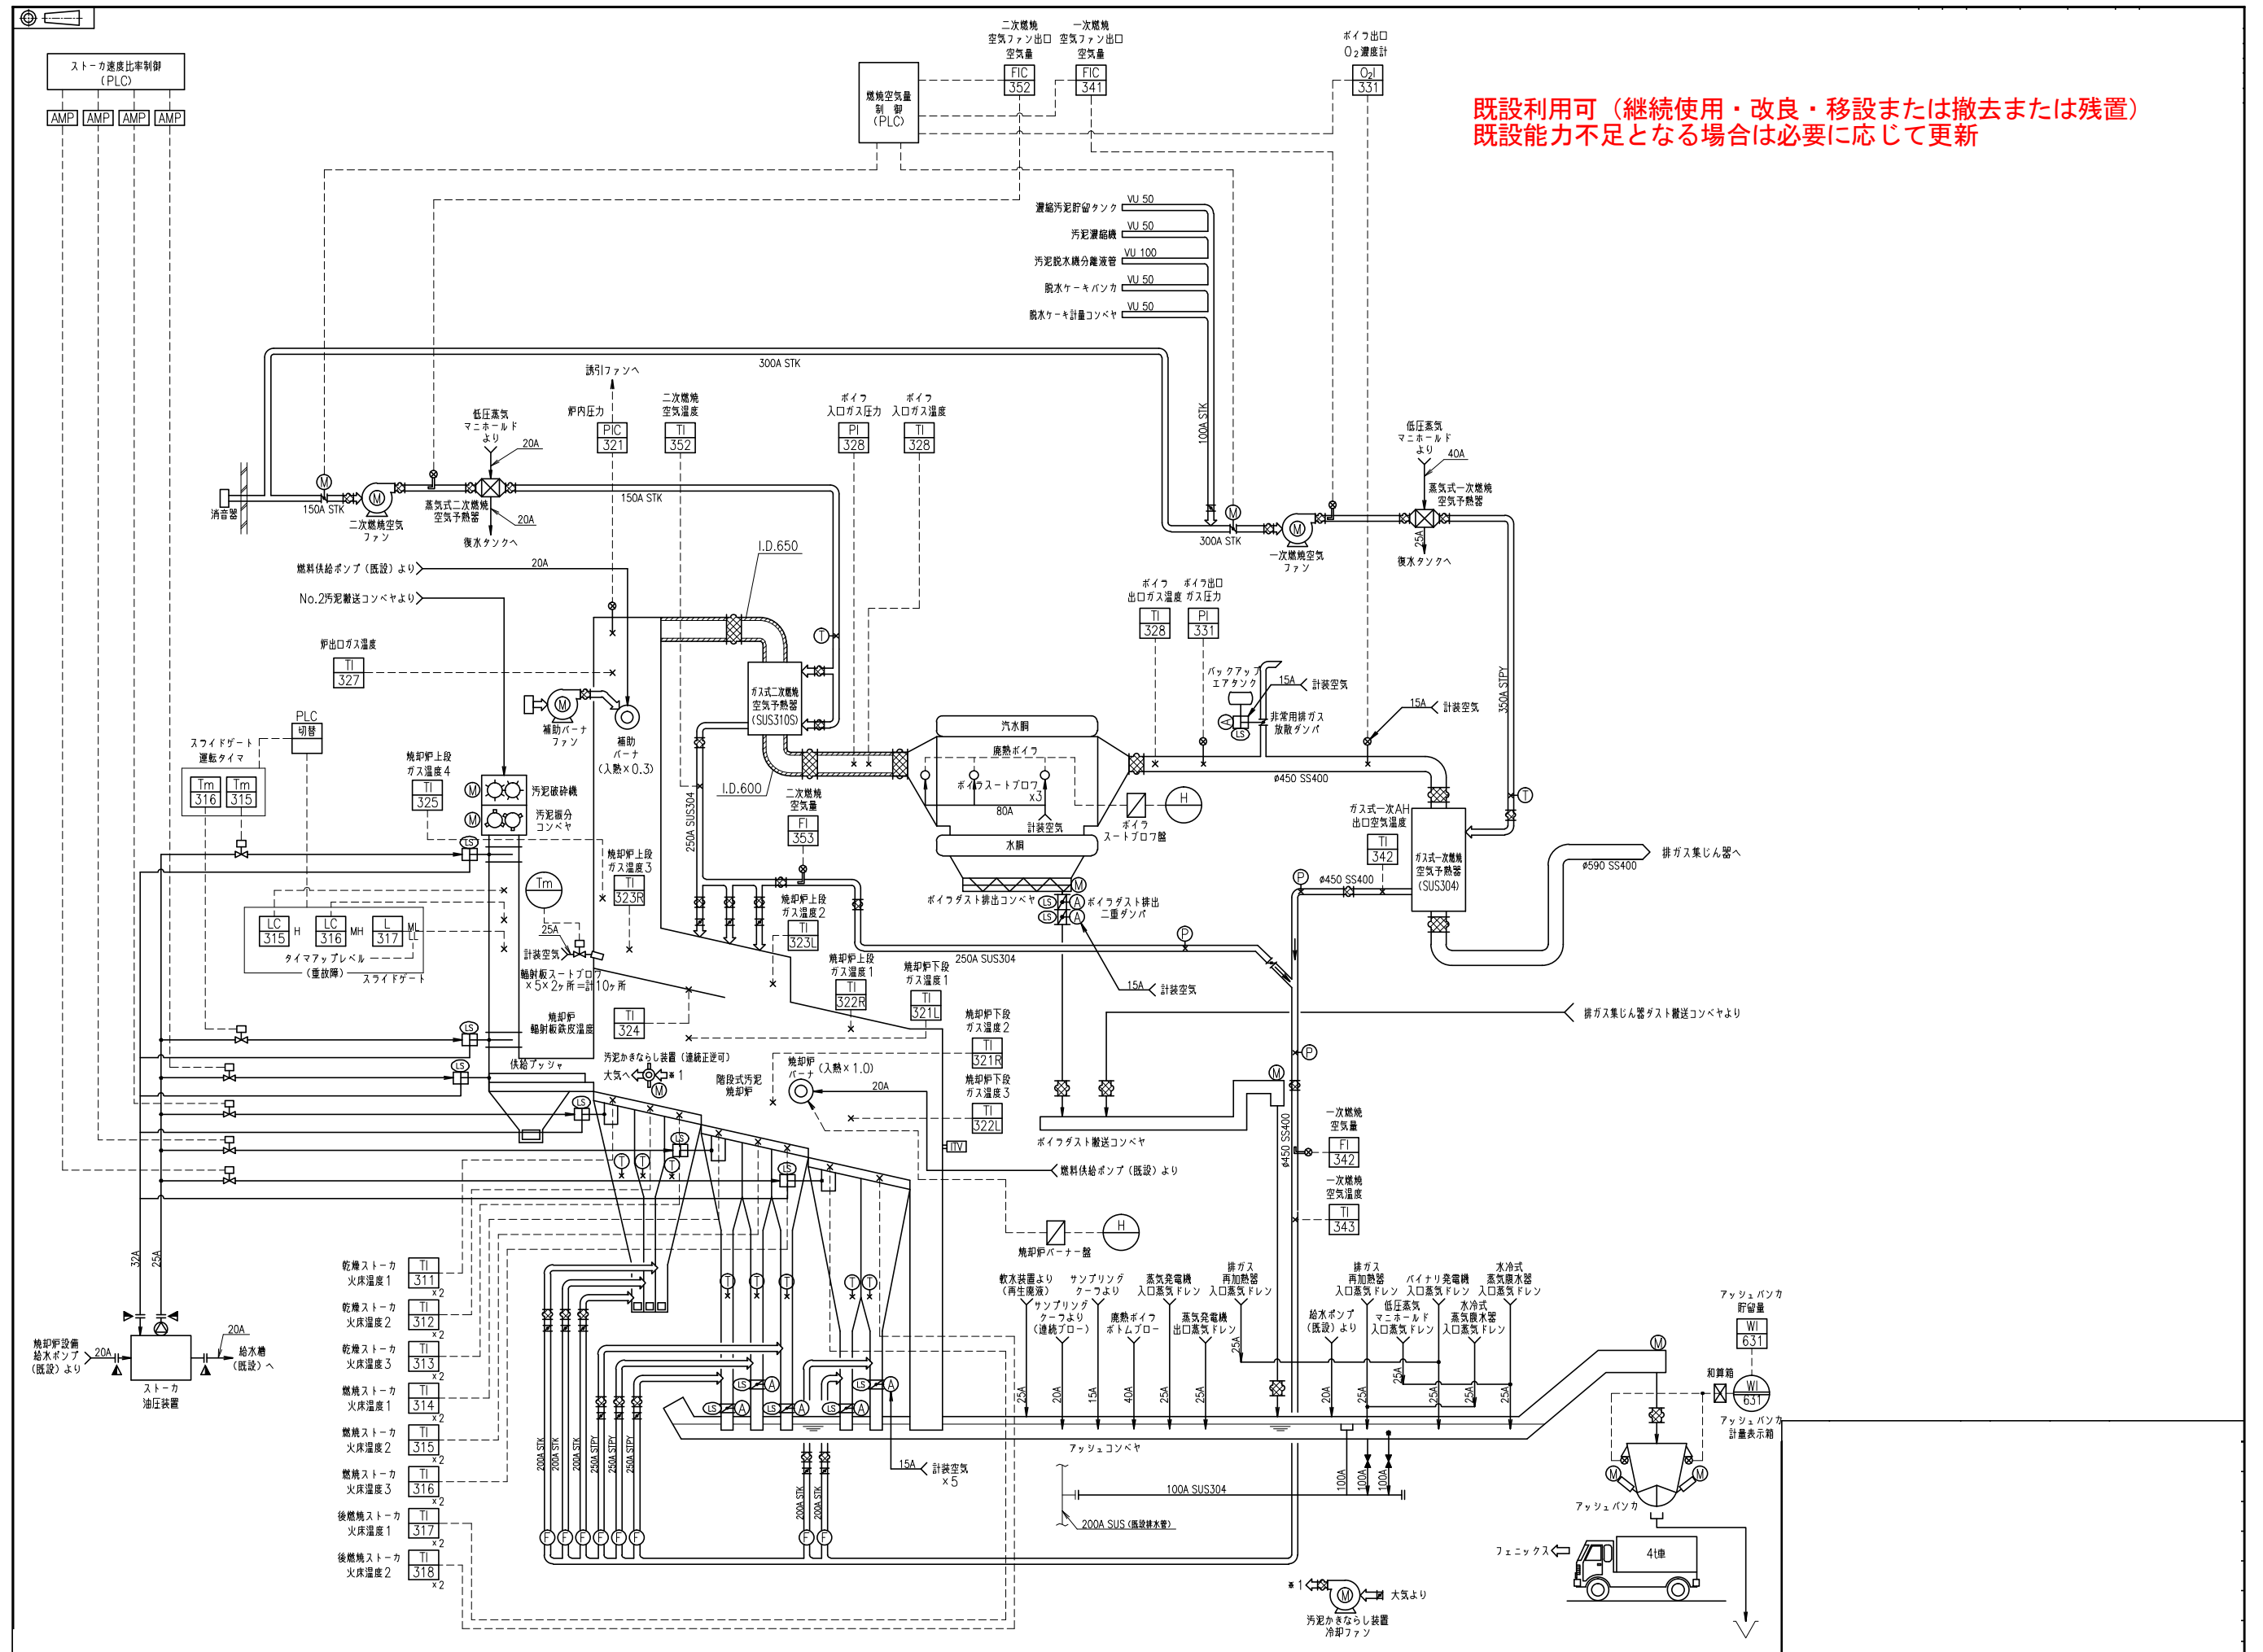 ストーカ速度比率制御
(PLC)
AMP
AMP
AMP
AMP
燃焼空気量
制 御
(PLC)
二次燃焼
空気ファン出口
空気量
FIC
352
一次燃焼
空気ファン出口
空気量
FIC
341
ボイラ出口
O₂濃度計
O₂I
331
既設利用可（継続使用・改良・移設または撤去または残置）
既設能力不足となる場合は必要に応じて更新
濃縮汚泥貯留タンク
VU 50
汚泥濃縮機
VU 50
汚泥脱水機分離液管
VU 100
脱水ケーキバンカ
VU 50
脱水ケーキ計量コンベヤ
VU 50
300A STK
100A STK
誘引ファンへ
炉内圧力
PIC
321
二次燃焼
空気温度
TI
352
ボイラ
入口ガス圧力
PI
328
ボイラ
入口ガス温度
TI
328
低圧蒸気
マニホールド
より
20A
M
消音器
150A STK
M
二次燃焼空気
ファン
蒸気式二次燃焼
空気予熱器
20A
復水タンクへ
150A STK
低圧蒸気
マニホールド
より
40A
蒸気式一次燃焼
空気予熱器
25A
復水タンクへ
M
300A STK
M
一次燃焼空気
ファン
350A STPY
燃料供給ポンプ（既設）より
20A
No.2汚泥搬送コンベヤより
I.D.650
炉出口ガス温度
TI
327
T
ガス式二次燃焼
空気予熱器
(SUS310S)
M
補助バーナ
ファン
補助
バーナ
(入熱×0.3)
I.D.600
250A SUS304
ボイラ
出口ガス温度
TI
328
ボイラ出口
ガス圧力
PI
331
バックアップ
エアタンク
15A
計装空気
A
LS
非常用排ガス
放散ダンパ
15A
計装空気
φ450 SS400
汽水胴
廃熱ボイラ
ボイラスートブロワ
×3
80A
計装空気
水胴
ボイラ
スートブロワ盤
H
T
ガス式一次AH
出口空気温度
TI
342
ガス式一次燃焼
空気予熱器
(SUS304)
排ガス集じん器へ
φ590 SS400
P
φ450 SS400
PLC
切替
スライドゲート
運転タイマ
Tm
316
Tm
315
焼却炉上段
ガス温度4
TI
325
M
汚泥破砕機
M
汚泥振分
コンベヤ
LS
二次燃焼
空気量
FI
353
焼却炉上段
ガス温度3
TI
323R
Tm
25A
計装空気
輻射板スートブロワ
×5×2ヶ所=計10ヶ所
LC
315
H
LC
316
MH
L
317
ML
LL
タイマアップレベル
(重故障)
スライドゲート
焼却炉上段
ガス温度2
TI
323L
ボイラダスト排出コンベヤ
M
LS
A
LS
A
ボイラダスト排出
二重ダンパ
P
250A SUS304
15A
計装空気
焼却炉上段
ガス温度1
TI
322R
焼却炉下段
ガス温度1
TI
321L
焼却炉
輻射板鉄皮温度
TI
324
LS
焼却炉下段
ガス温度2
TI
321R
焼却炉下段
ガス温度3
TI
322L
排ガス集じん器ダスト搬送コンベヤより
供給プッシャ
LS
汚泥かきならし装置（連続正逆可）
大気へ
※1
M
階段式汚泥
焼却炉
焼却炉
バーナ
(入熱×1.0)
20A
P
M
LS
LS
LS
ITV
ボイラダスト搬送コンベヤ
φ450 SS400
一次燃焼
空気量
FI
342
一次燃焼
空気温度
TI
343
燃料供給ポンプ（既設）より
T
T
T
焼却炉バーナー盤
H
32A
25A
焼却炉設備
給水ポンプ
(既設)より
20A
ストーカ
油圧装置
20A
給水槽
(既設)へ
乾燥ストーカ
火床温度1
TI
311
×2
乾燥ストーカ
火床温度2
TI
312
×2
乾燥ストーカ
火床温度3
TI
313
×2
燃焼ストーカ
火床温度1
TI
314
×2
燃焼ストーカ
火床温度2
TI
315
×2
燃焼ストーカ
火床温度3
TI
316
×2
後燃焼ストーカ
火床温度1
TI
317
×2
後燃焼ストーカ
火床温度2
TI
318
×2
T
T
T
T
T
LS
A
LS
A
LS
A
LS
A
LS
A
200A STK
200A STK
200A STK
250A STPY
250A STPY
250A STPY
200A STK
200A STK
F
F
F
F
F
F
F
F
軟水装置より
(再生廃液)
25A
サンプリング
クーラより
(連続ブロー)
20A
サンプリング
クーラより
15A
廃熱ボイラ
ボトムブロー
40A
蒸気発電機
入口蒸気ドレン
25A
蒸気発電機
出口蒸気ドレン
25A
排ガス
再加熱器
入口蒸気ドレン
25A
給水ポンプ
(既設)より
20A
排ガス
再加熱器
入口蒸気ドレン
25A
低圧蒸気
マニホールド
入口蒸気ドレン
25A
バイナリ発電機
入口蒸気ドレン
25A
水冷式
蒸気復水器
入口蒸気ドレン
25A
水冷式
蒸気腹水器
入口蒸気ドレン
25A
アッシュコンベヤ
15A
計装空気
×5
100A
100A
100A
100A SUS304
200A SUS (既設排水管)
M
アッシュバンカ
貯留量
WI
631
和算箱
WI
631
アッシュバンカ
計量表示箱
M
M
アッシュバンカ
フェニックス
4t車
※1
M
大気より
汚泥かきならし装置
冷却ファン